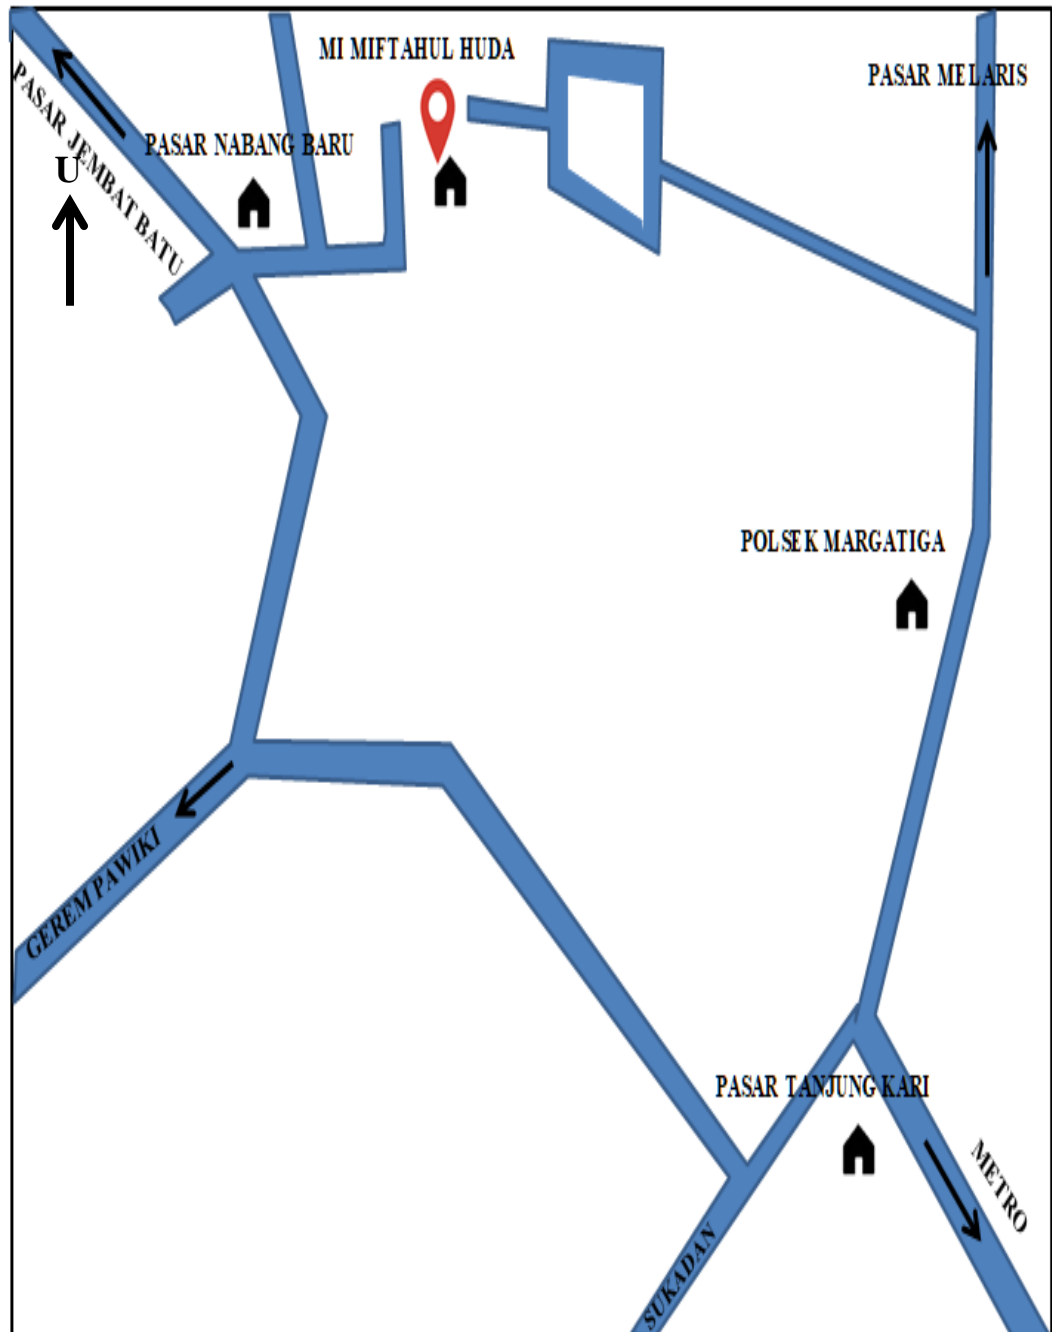 MI MIFTAHUL HUDA
PASAR MELARIS
PASAR JEMBAT BATU
PASAR NABANG BARU
U
POLSEK MARGATIGA
GEREM PAWIKI
PASAR TANJUNG KARI
METRO
SUKADAN